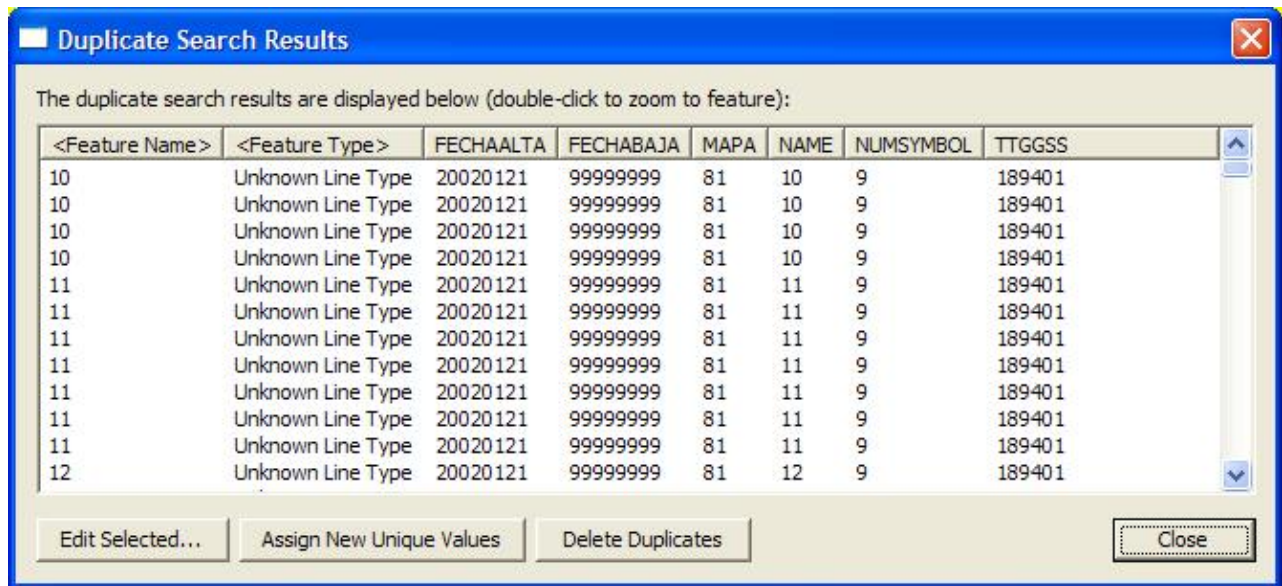 Duplicate Search Results
The duplicate search results are displayed below (double-click to zoom to feature):
<Feature Name> <Feature Type> FECHAALTA FECHABAJA MAPA NAME NUMSYMBOL TTGGSS
10 Unknown Line Type 20020121 99999999 81 10 9 189401
10 Unknown Line Type 20020121 99999999 81 10 9 189401
10 Unknown Line Type 20020121 99999999 81 10 9 189401
10 Unknown Line Type 20020121 99999999 81 10 9 189401
11 Unknown Line Type 20020121 99999999 81 11 9 189401
11 Unknown Line Type 20020121 99999999 81 11 9 189401
11 Unknown Line Type 20020121 99999999 81 11 9 189401
11 Unknown Line Type 20020121 99999999 81 11 9 189401
11 Unknown Line Type 20020121 99999999 81 11 9 189401
11 Unknown Line Type 20020121 99999999 81 11 9 189401
11 Unknown Line Type 20020121 99999999 81 11 9 189401
12 Unknown Line Type 20020121 99999999 81 12 9 189401
Edit Selected... Assign New Unique Values Delete Duplicates Close